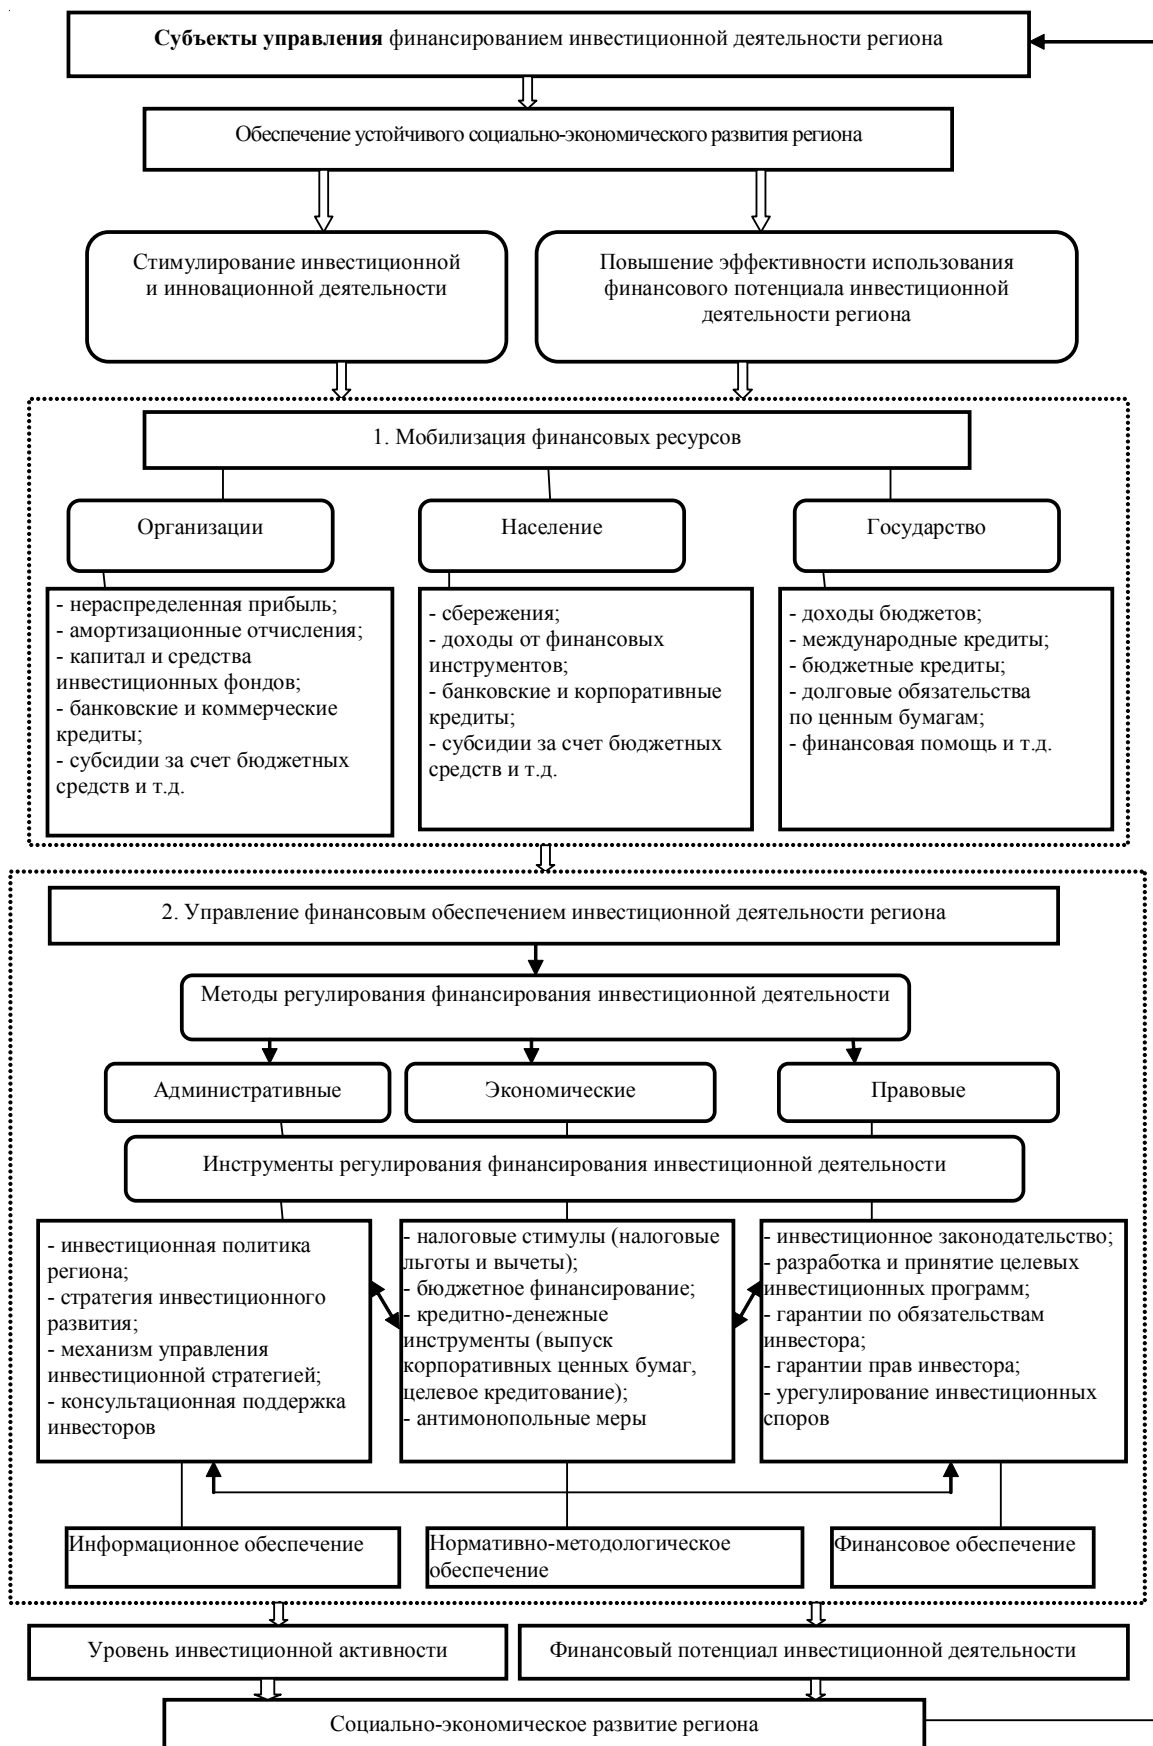 Субъекты управления финансированием инвестиционной деятельности региона
Обеспечение устойчивого социально-экономического развития региона
Стимулирование инвестиционной
и инновационной деятельности
Повышение эффективности использования
финансового потенциала инвестиционной
деятельности региона
1. Мобилизация финансовых ресурсов
Организации
Население
Государство
- нераспределенная прибыль;
- амортизационные отчисления;
- капитал и средства
инвестиционных фондов;
- банковские и коммерческие
кредиты;
- субсидии за счет бюджетных
средств и т.д.
- сбережения;
- доходы от финансовых
инструментов;
- банковские и корпоративные
кредиты;
- субсидии за счет бюджетных
средств и т.д.
- доходы бюджетов;
- международные кредиты;
- бюджетные кредиты;
- долговые обязательства
по ценным бумагам;
- финансовая помощь и т.д.
2. Управление финансовым обеспечением инвестиционной деятельности региона
Методы регулирования финансирования инвестиционной деятельности
Административные
Экономические
Правовые
Инструменты регулирования финансирования инвестиционной деятельности
- инвестиционная политика
региона;
- стратегия инвестиционного
развития;
- механизм управления
инвестиционной стратегией;
- консультационная поддержка
инвесторов
- налоговые стимулы (налоговые
льготы и вычеты);
- бюджетное финансирование;
- кредитно-денежные
инструменты (выпуск
корпоративных ценных бумаг,
целевое кредитование);
- антимонопольные меры
- инвестиционное законодательство;
- разработка и принятие целевых
инвестиционных программ;
- гарантии по обязательствам
инвестора;
- гарантии прав инвестора;
- урегулирование инвестиционных
споров
Информационное обеспечение
Нормативно-методологическое
обеспечение
Финансовое обеспечение
Уровень инвестиционной активности
Финансовый потенциал инвестиционной деятельности
Социально-экономическое развитие региона